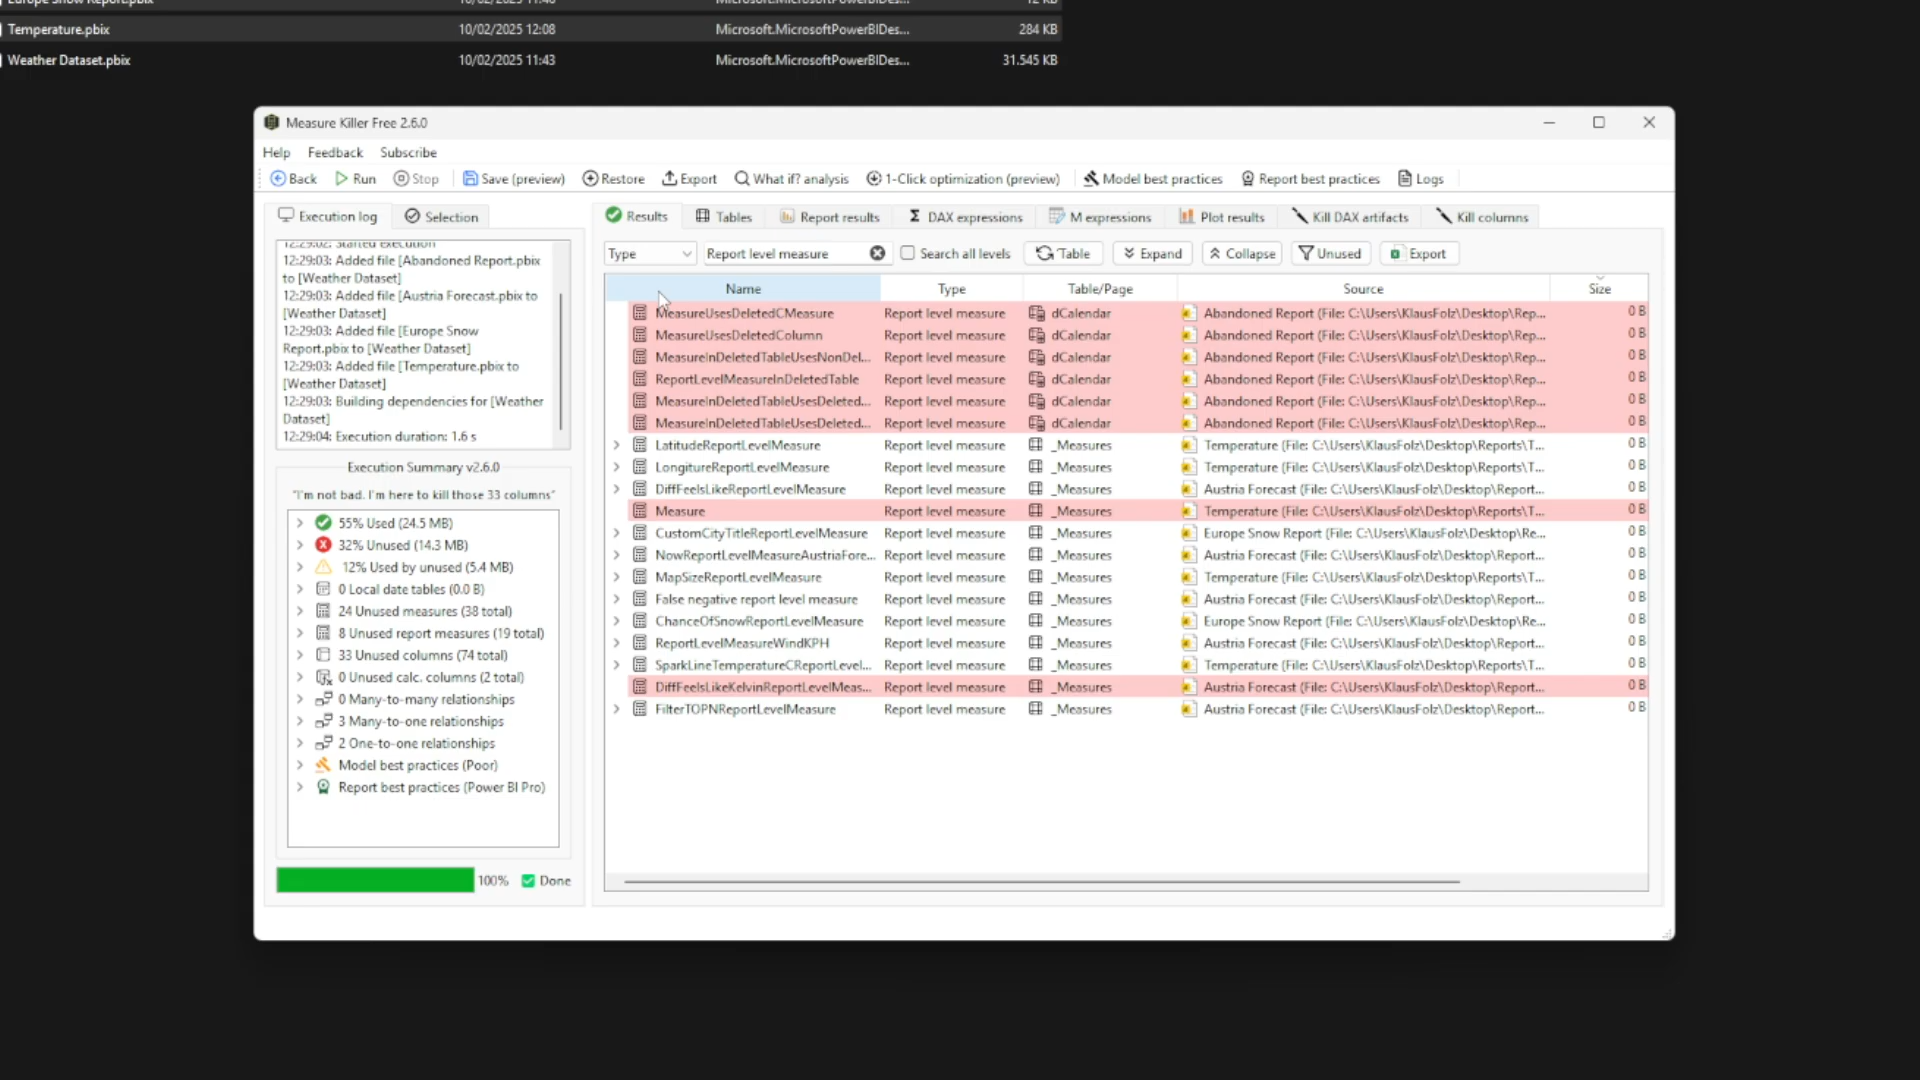 Europe Snow Report.pbix 10/02/2025 11:46 Microsoft.MicrosoftPowerBIDes... 12 KB
Temperature.pbix 10/02/2025 12:08 Microsoft.MicrosoftPowerBIDes... 284 KB
Weather Dataset.pbix 10/02/2025 11:43 Microsoft.MicrosoftPowerBIDes... 31.545 KB
Measure Killer Free 2.6.0
Help Feedback Subscribe
Back Run Stop Save (preview) Restore Export What if? analysis 1-Click optimization (preview) Model best practices Report best practices Logs
Execution log Selection
12:29:02: Started execution
12:29:03: Added file [Abandoned Report.pbix
to [Weather Dataset]
12:29:03: Added file [Austria Forecast.pbix to
[Weather Dataset]
12:29:03: Added file [Europe Snow
Report.pbix to [Weather Dataset]
12:29:03: Added file [Temperature.pbix to
[Weather Dataset]
12:29:03: Building dependencies for [Weather
Dataset]
12:29:04: Execution duration: 1.6 s
Execution Summary v2.6.0
"I'm not bad. I'm here to kill those 33 columns"
55% Used (24.5 MB)
32% Unused (14.3 MB)
12% Used by unused (5.4 MB)
0 Local date tables (0.0 B)
24 Unused measures (38 total)
8 Unused report measures (19 total)
33 Unused columns (74 total)
0 Unused calc. columns (2 total)
0 Many-to-many relationships
3 Many-to-one relationships
2 One-to-one relationships
Model best practices (Poor)
Report best practices (Power BI Pro)
100% Done
Results Tables Report results DAX expressions M expressions Plot results Kill DAX artifacts Kill columns
Type Report level measure Search all levels Table Expand Collapse Unused Export
Name Type Table/Page Source Size
MeasureUsesDeletedCMeasure Report level measure dCalendar Abandoned Report (File: C:\Users\KlausFolz\Desktop\Rep... 0 B
MeasureUsesDeletedColumn Report level measure dCalendar Abandoned Report (File: C:\Users\KlausFolz\Desktop\Rep... 0 B
MeasureInDeletedTableUsesNonDel... Report level measure dCalendar Abandoned Report (File: C:\Users\KlausFolz\Desktop\Rep... 0 B
ReportLevelMeasureInDeletedTable Report level measure dCalendar Abandoned Report (File: C:\Users\KlausFolz\Desktop\Rep... 0 B
MeasureInDeletedTableUsesDeleted... Report level measure dCalendar Abandoned Report (File: C:\Users\KlausFolz\Desktop\Rep... 0 B
MeasureInDeletedTableUsesDeleted... Report level measure dCalendar Abandoned Report (File: C:\Users\KlausFolz\Desktop\Rep... 0 B
LatitudeReportLevelMeasure Report level measure _Measures Temperature (File: C:\Users\KlausFolz\Desktop\Reports\T... 0 B
LongitureReportLevelMeasure Report level measure _Measures Temperature (File: C:\Users\KlausFolz\Desktop\Reports\T... 0 B
DiffFeelsLikeReportLevelMeasure Report level measure _Measures Austria Forecast (File: C:\Users\KlausFolz\Desktop\Report... 0 B
Measure Report level measure _Measures Temperature (File: C:\Users\KlausFolz\Desktop\Reports\T... 0 B
CustomCityTitleReportLevelMeasure Report level measure _Measures Europe Snow Report (File: C:\Users\KlausFolz\Desktop\Re... 0 B
NowReportLevelMeasureAustriaFore... Report level measure _Measures Austria Forecast (File: C:\Users\KlausFolz\Desktop\Report... 0 B
MapSizeReportLevelMeasure Report level measure _Measures Temperature (File: C:\Users\KlausFolz\Desktop\Reports\T... 0 B
False negative report level measure Report level measure _Measures Austria Forecast (File: C:\Users\KlausFolz\Desktop\Report... 0 B
ChanceOfSnowReportLevelMeasure Report level measure _Measures Europe Snow Report (File: C:\Users\KlausFolz\Desktop\Re... 0 B
ReportLevelMeasureWindKPH Report level measure _Measures Austria Forecast (File: C:\Users\KlausFolz\Desktop\Report... 0 B
SparkLineTemperatureCReportLevel... Report level measure _Measures Temperature (File: C:\Users\KlausFolz\Desktop\Reports\T... 0 B
DiffFeelsLikeKelvinReportLevelMeas... Report level measure _Measures Austria Forecast (File: C:\Users\KlausFolz\Desktop\Report... 0 B
FilterTOPNReportLevelMeasure Report level measure _Measures Austria Forecast (File: C:\Users\KlausFolz\Desktop\Report... 0 B